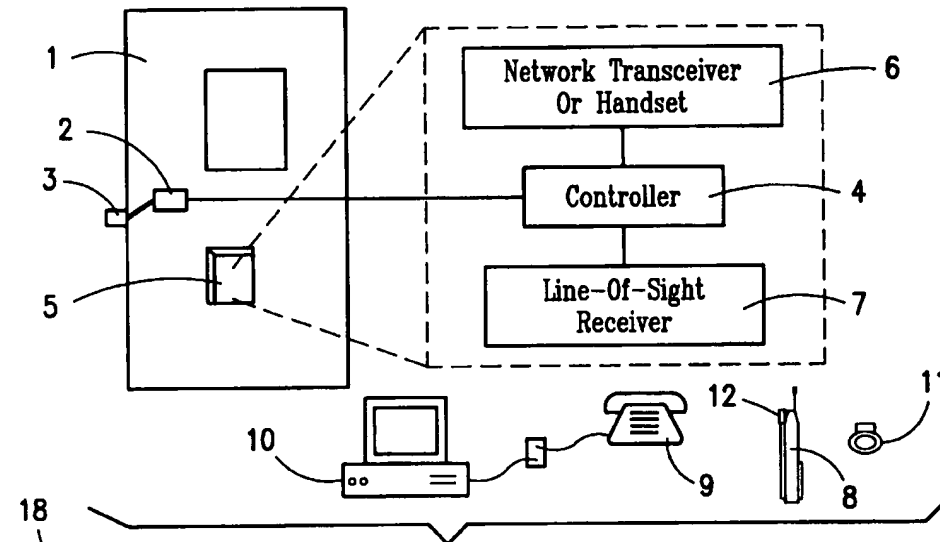 1
Network Transceiver
Or Handset
6
2
3
Controller
4
5
Line-Of-Sight
Receiver
7
12
11
10
9
8
18